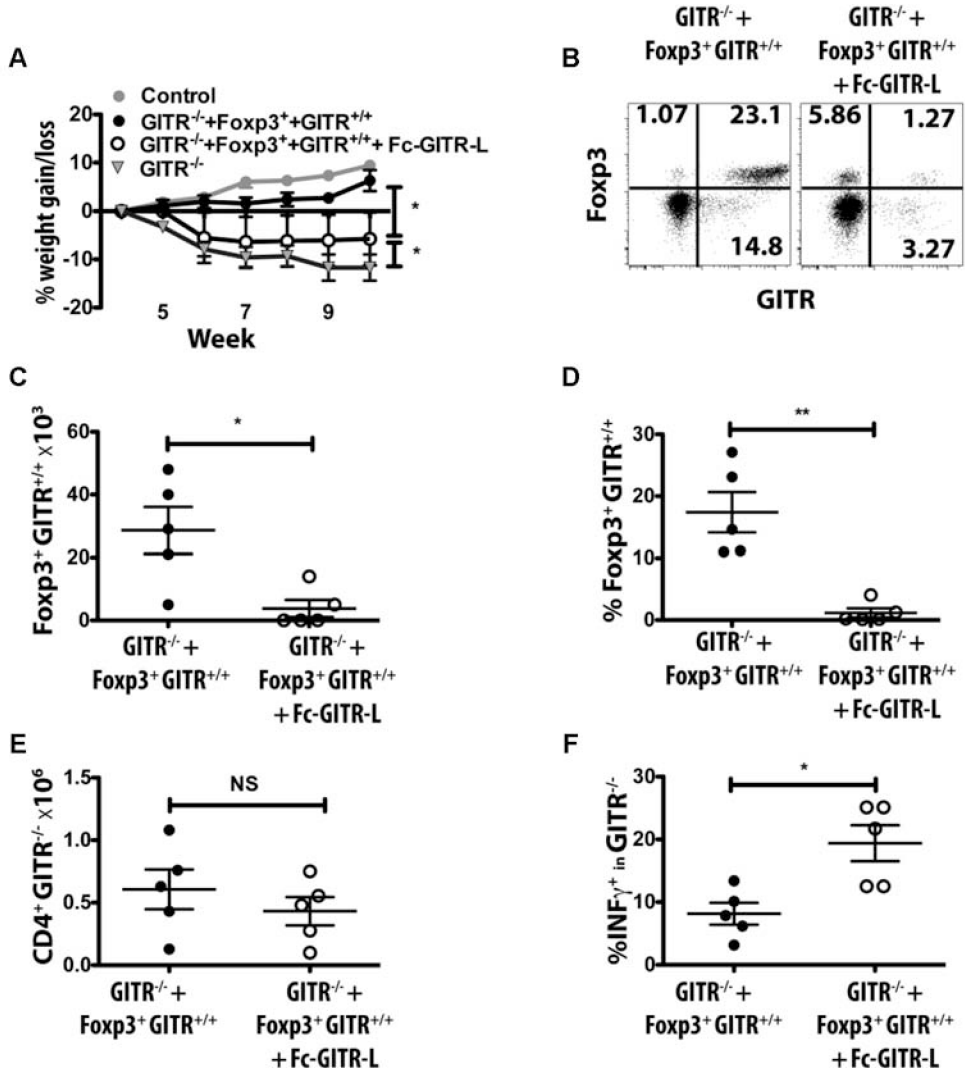 A
Control
GITR-/-+Foxp3++GITR+/+
GITR-/-+Foxp3++GITR+/+ + Fc-GITR-L
GITR-/-
% weight gain/loss
20
10
0
-10
-20
*
*
5
7
9
Week
B
GITR-/- +
Foxp3+ GITR+/+
GITR-/- +
Foxp3+ GITR+/+
+ Fc-GITR-L
1.07
23.1
14.8
5.86
1.27
3.27
Foxp3
GITR
C
Foxp3+ GITR+/+ x103
60
40
20
0
*
GITR-/- +
Foxp3+ GITR+/+
GITR-/- +
Foxp3+ GITR+/+
+ Fc-GITR-L
D
% Foxp3+ GITR+/+
30
20
10
0
**
GITR-/- +
Foxp3+ GITR+/+
GITR-/- +
Foxp3+ GITR+/+
+ Fc-GITR-L
E
CD4+ GITR-/- x106
1.5
1.0
0.5
0.0
NS
GITR-/- +
Foxp3+ GITR+/+
GITR-/- +
Foxp3+ GITR+/+
+ Fc-GITR-L
F
%INFγ+ in GITR-/-
30
20
10
0
*
GITR-/- +
Foxp3+ GITR+/+
GITR-/- +
Foxp3+ GITR+/+
+ Fc-GITR-L